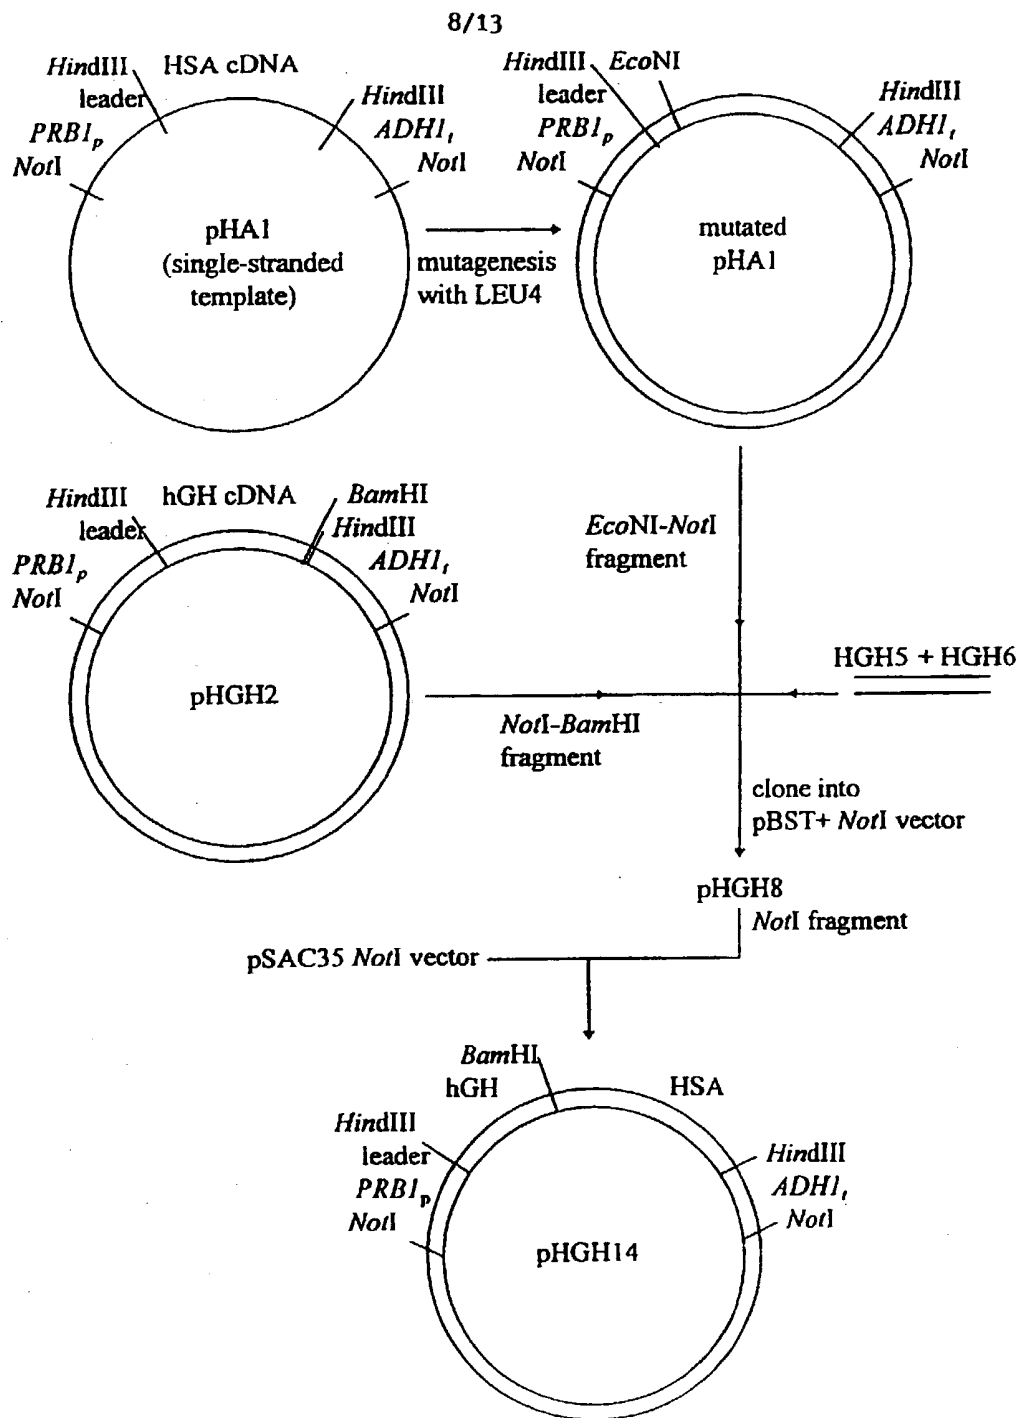 8/13
HindIII HSA cDNA
leader
PRB1p
NotI
HindIII
ADH1t
NotI
pHA1
(single-stranded
template)
mutagenesis
with LEU4
HindIII EcoNI
leader
PRB1p
NotI
HindIII
ADH1t
NotI
mutated
pHA1
HindIII hGH cDNA
leader
PRB1p
NotI
BamHI
HindIII
ADH1t
NotI
pHGH2
EcoNI-NotI
fragment
HGH5 + HGH6
NotI-BamHI
fragment
clone into
pBST+ NotI vector
pHGH8
NotI fragment
pSAC35 NotI vector
BamHI
hGH
HSA
HindIII
leader
PRB1p
NotI
HindIII
ADH1t
NotI
pHGH14